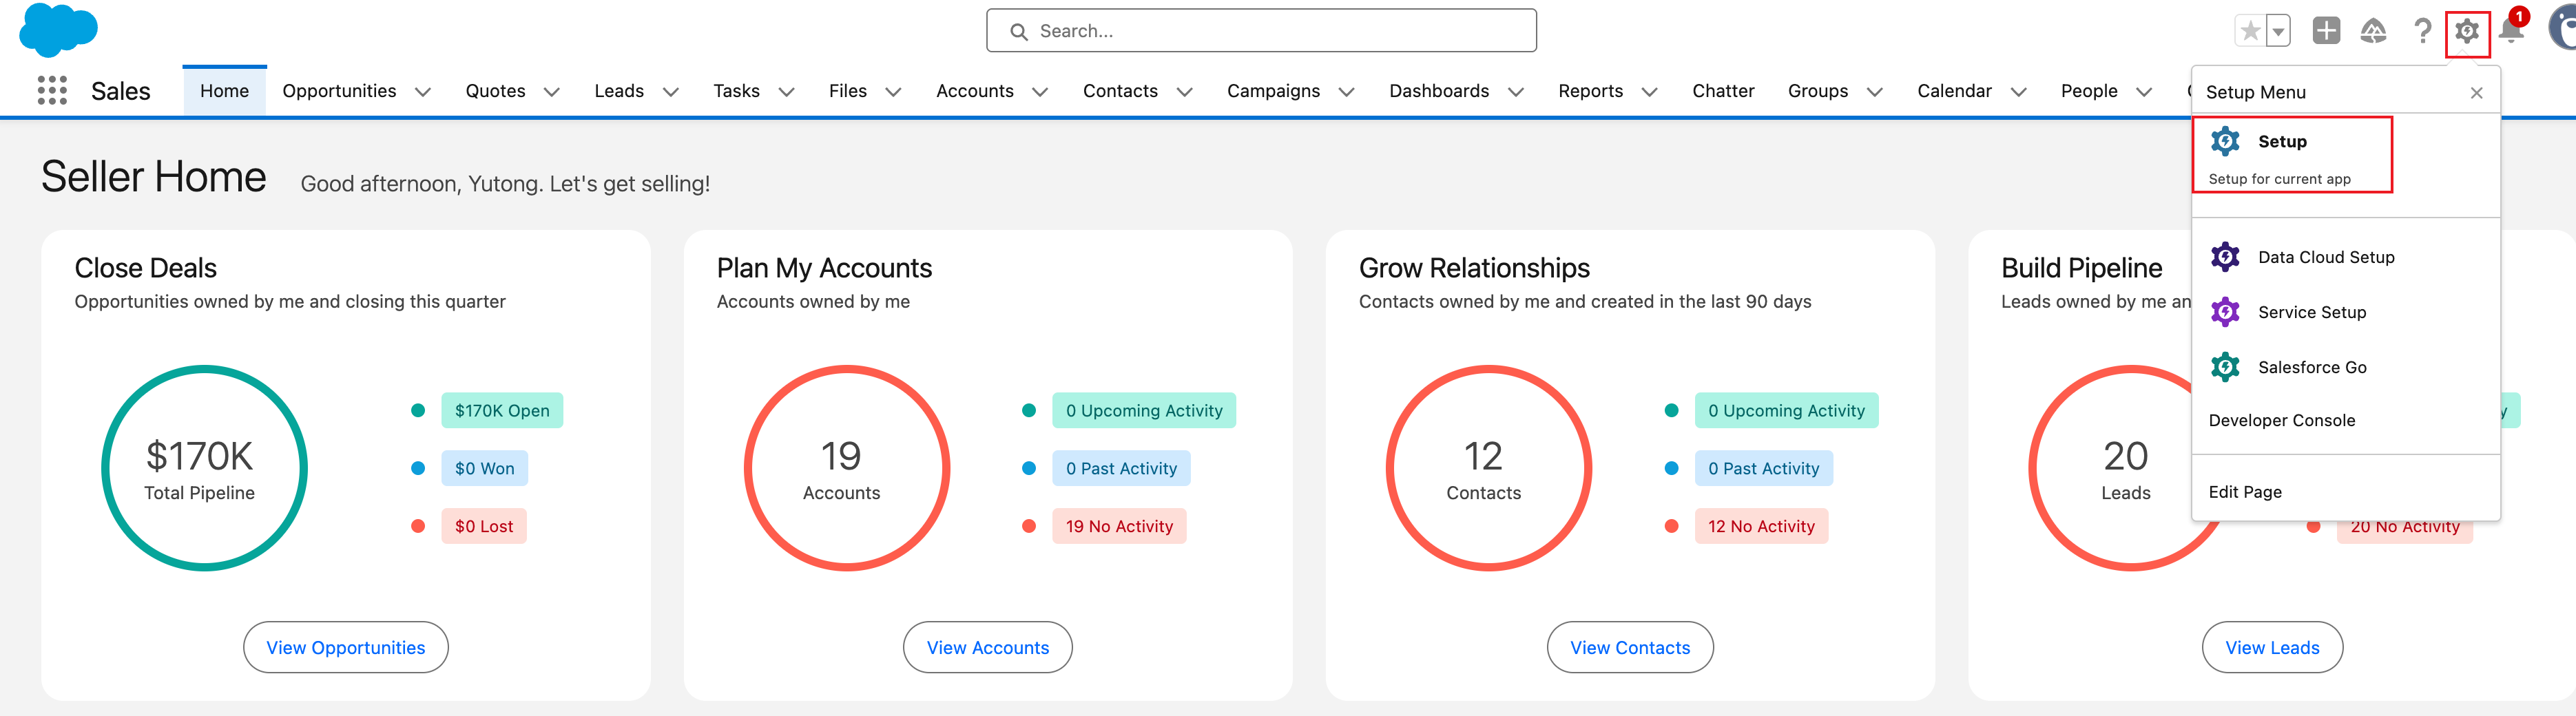 Search...
1
Sales
Home Opportunities Quotes Leads Tasks Files Accounts Contacts Campaigns Dashboards Reports Chatter Groups Calendar People
Setup Menu
Setup
Setup for current app
Data Cloud Setup
Service Setup
Salesforce Go
Developer Console
Edit Page
Seller Home Good afternoon, Yutong. Let's get selling!
Close Deals
Opportunities owned by me and closing this quarter
$170K
Total Pipeline
$170K Open
$0 Won
$0 Lost
View Opportunities
Plan My Accounts
Accounts owned by me
19
Accounts
0 Upcoming Activity
0 Past Activity
19 No Activity
View Accounts
Grow Relationships
Contacts owned by me and created in the last 90 days
12
Contacts
0 Upcoming Activity
0 Past Activity
12 No Activity
View Contacts
Build Pipeline
Leads owned by me an
20
Leads
y
20 No Activity
View Leads